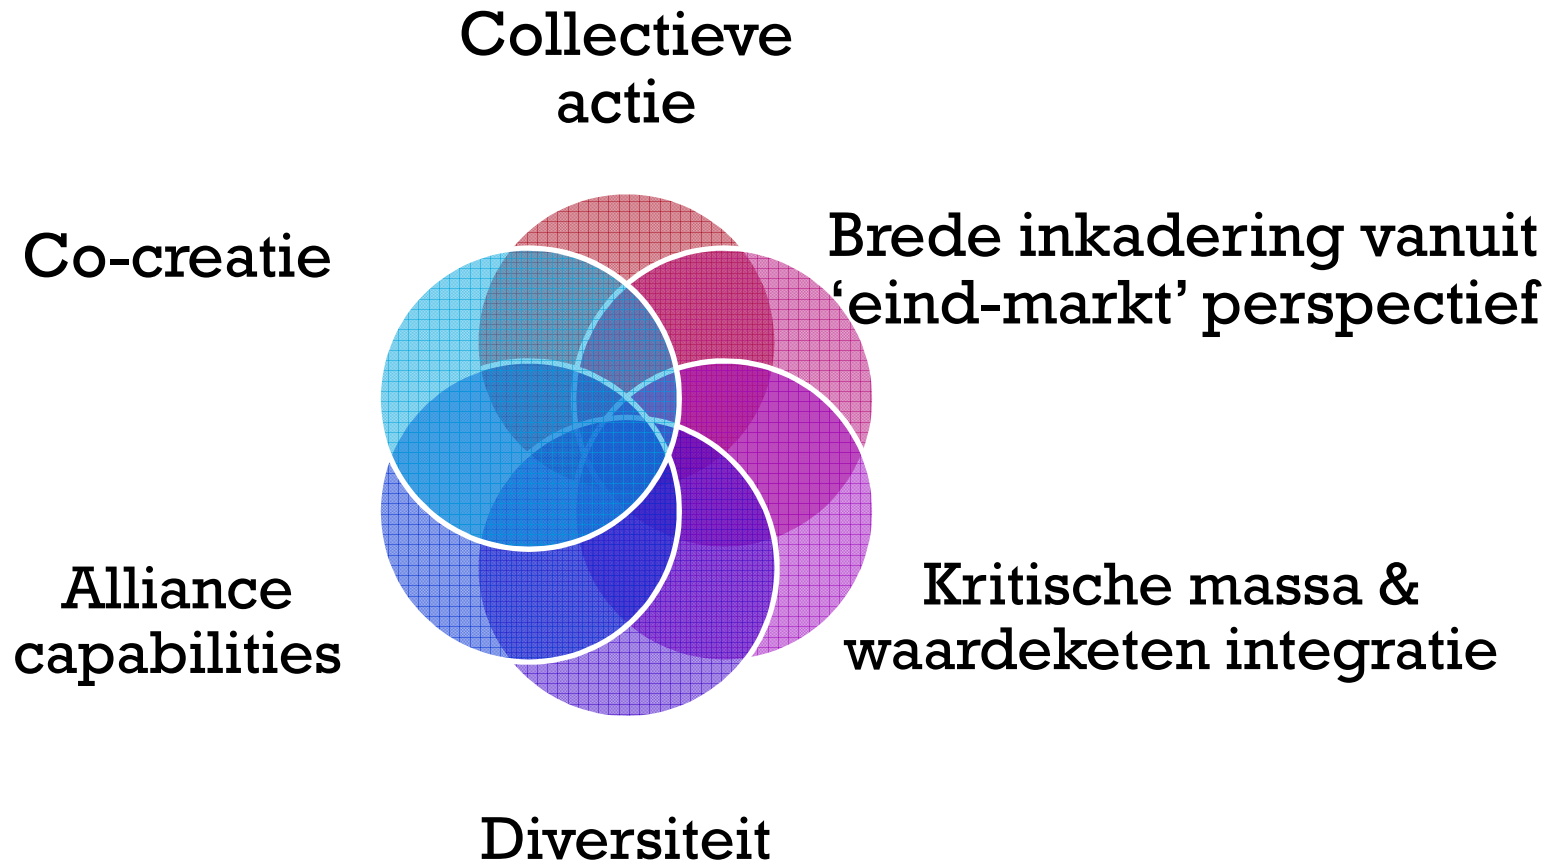 Collectieve
actie
Brede inkadering vanuit
‘eind-markt’ perspectief
Kritische massa &
waardeketen integratie
Diversiteit
Alliance
capabilities
Co-creatie